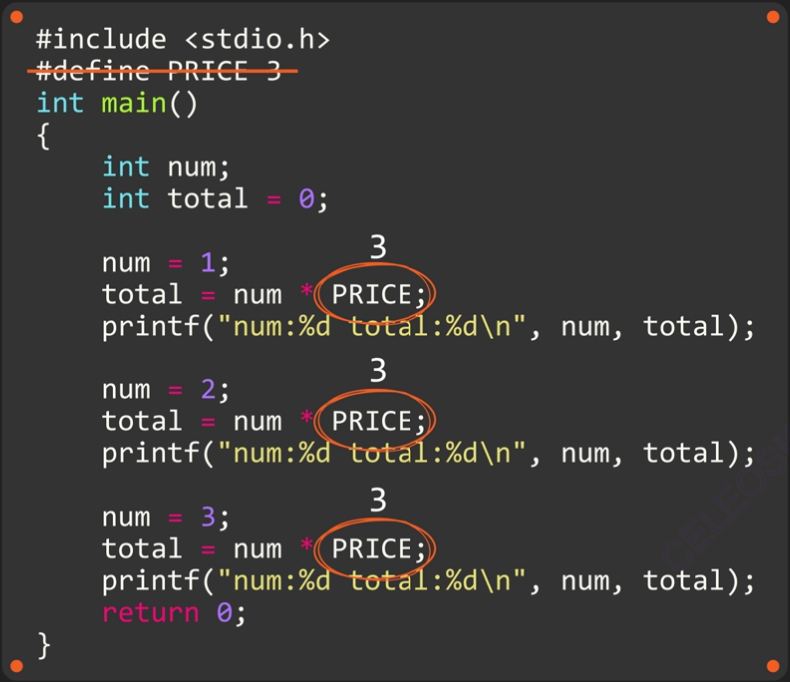 #include <stdio.h>
#define PRICE 3
int main()
{
    int num;
    int total = 0;

    num = 1;
3
    total = num * PRICE;
    printf("num:%d total:%d\n", num, total);

3
    num = 2;
    total = num * PRICE;
    printf("num:%d total:%d\n", num, total);

3
    num = 3;
    total = num * PRICE;
    printf("num:%d total:%d\n", num, total);
    return 0;
}